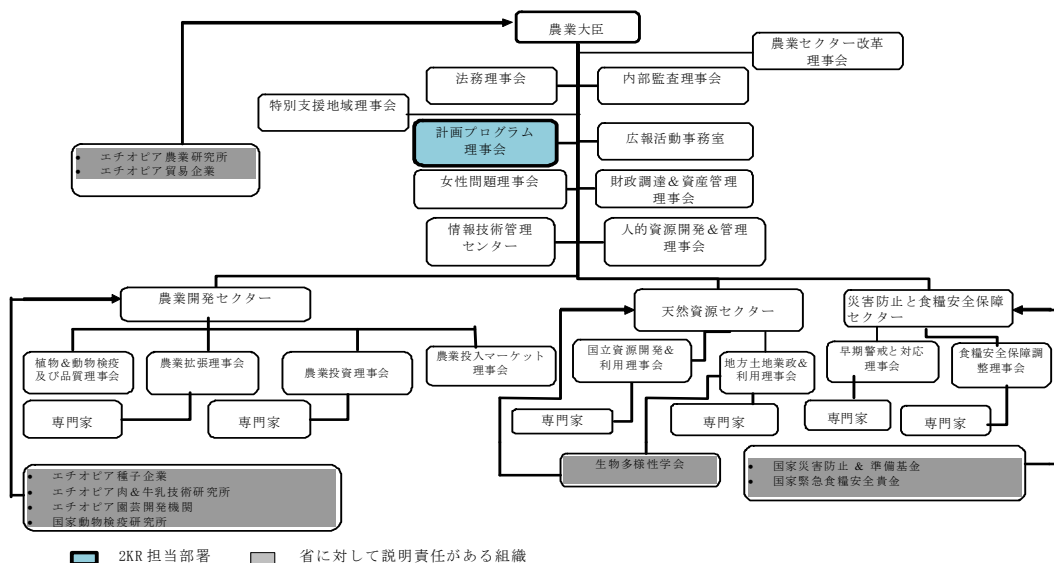 農業大臣
農業セクター改革
理事会
法務理事会
内部監査理事会
特別支援地域理事会
計画プログラム
理事会
広報活動事務室
エチオピア農業研究所
エチオピア貿易企業
女性問題理事会
財政調達&資産管理
理事会
情報技術管理
センター
人的資源開発&管理
理事会
農業開発セクター
天然資源セクター
災害防止と食糧安全保障
セクター
植物&動物検疫
及び品質理事会
農業拡張理事会
農業投資理事会
農業投入マーケット
理事会
国立資源開発&
利用理事会
地方土地業政&
利用理事会
早期警戒と対応
理事会
食糧安全保障調
整理事会
専門家
専門家
専門家
専門家
専門家
専門家
エチオピア種子企業
エチオピア肉&牛乳技術研究所
エチオピア園芸開発機関
国家動物検疫研究所
生物多様性学会
国家災害防止 & 準備基金
国家緊急食糧安全貴金
2KR 担当部署
省に対して説明責任がある組織